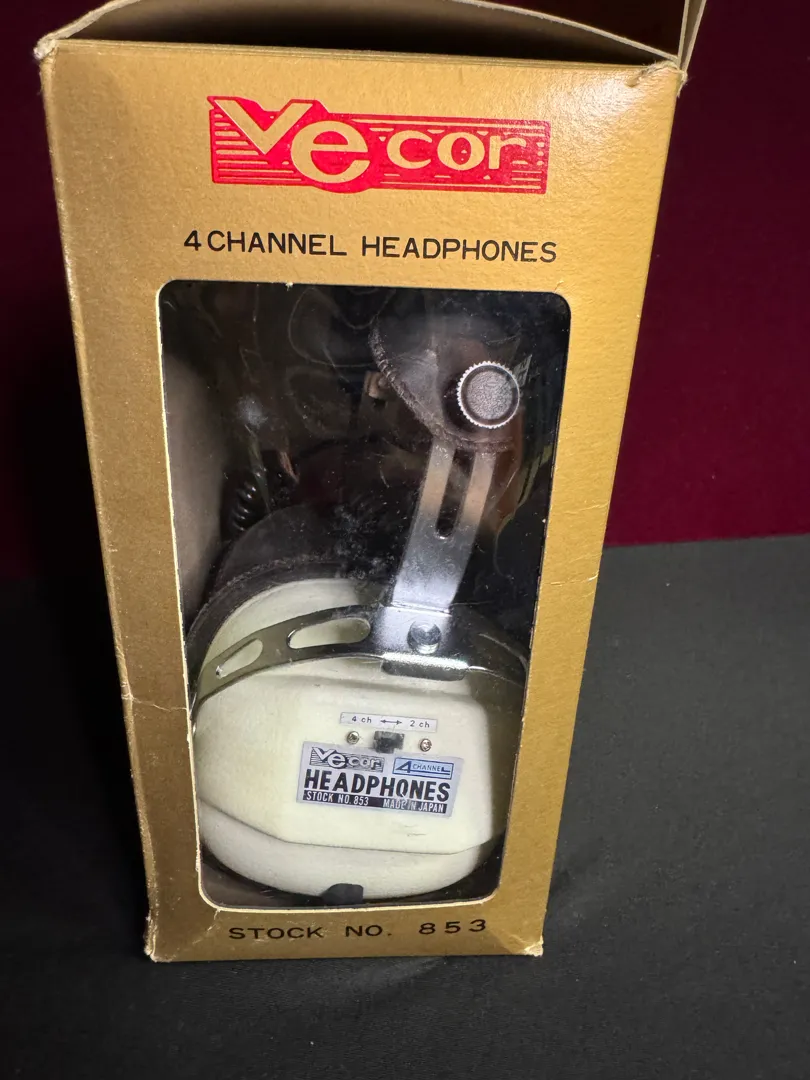 Vecor
4 CHANNEL HEADPHONES
4 ch ⟷ 2 ch
Vecor 4 CHANNEL
HEADPHONES
STOCK NO. 853 MADE IN JAPAN
STOCK NO. 853